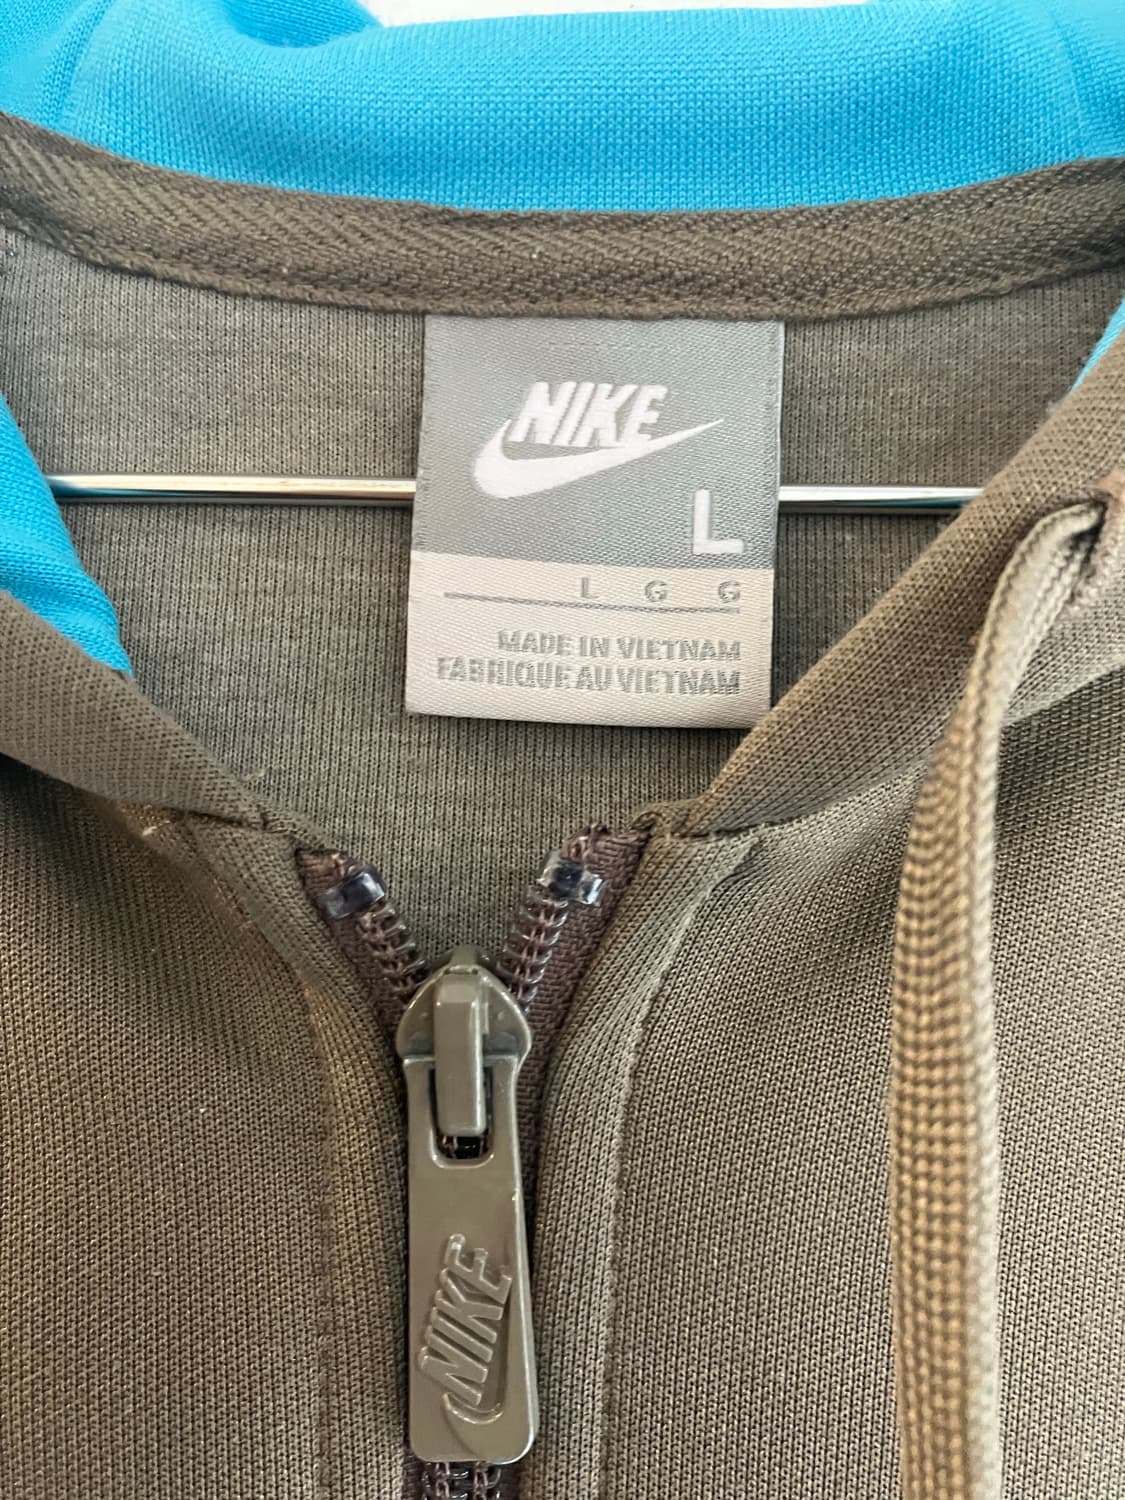 NIKE
L
L G G
MADE IN VIETNAM
FABRIQUE AU VIETNAM
NIKE